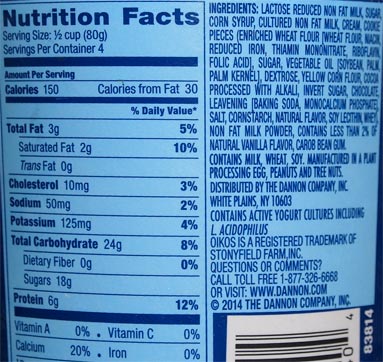 Nutrition Facts
Serving Size: ½ cup (80g)
Servings Per Container 4
Amount Per Serving
Calories 150 Calories from Fat 30
% Daily Value*
Total Fat 3g 5%
Saturated Fat 2g 10%
Trans Fat 0g
Cholesterol 10mg 3%
Sodium 50mg 2%
Potassium 125mg 4%
Total Carbohydrate 24g 8%
Dietary Fiber 0g 0%
Sugars 18g
Protein 6g 12%
Vitamin A 0% • Vitamin C 0%
Calcium 20% • Iron 0%
INGREDIENTS: LACTOSE REDUCED NON FAT MILK, SUGAR,
CORN SYRUP, CULTURED NON FAT MILK, CREAM, COOKIE
PIECES (ENRICHED WHEAT FLOUR (WHEAT FLOUR, NIACIN,
REDUCED IRON, THIAMIN MONONITRATE, RIBOFLAVIN,
FOLIC ACID), SUGAR, VEGETABLE OIL (SOYBEAN, PALM,
PALM KERNEL), DEXTROSE, YELLOW CORN FLOUR, COCOA
PROCESSED WITH ALKALI, INVERT SUGAR, CHOCOLATE,
LEAVENING (BAKING SODA, MONOCALCIUM PHOSPHATE),
SALT, CORNSTARCH, NATURAL FLAVOR, SOY LECITHIN, WHEY),
NON FAT MILK POWDER, CONTAINS LESS THAN 2% OF
NATURAL VANILLA FLAVOR, CAROB BEAN GUM.
CONTAINS MILK, WHEAT, SOY. MANUFACTURED IN A PLANT
PROCESSING EGG, PEANUTS AND TREE NUTS.
DISTRIBUTED BY THE DANNON COMPANY, INC.
WHITE PLAINS, NY 10603
CONTAINS ACTIVE YOGURT CULTURES INCLUDING
L. ACIDOPHILUS
OIKOS IS A REGISTERED TRADEMARK OF
STONYFIELD FARM, INC.
QUESTIONS OR COMMENTS?
CALL TOLL FREE 1-877-326-6668
OR VISIT: WWW.DANNON.COM
© 2014 THE DANNON COMPANY, INC.
0 4
83814